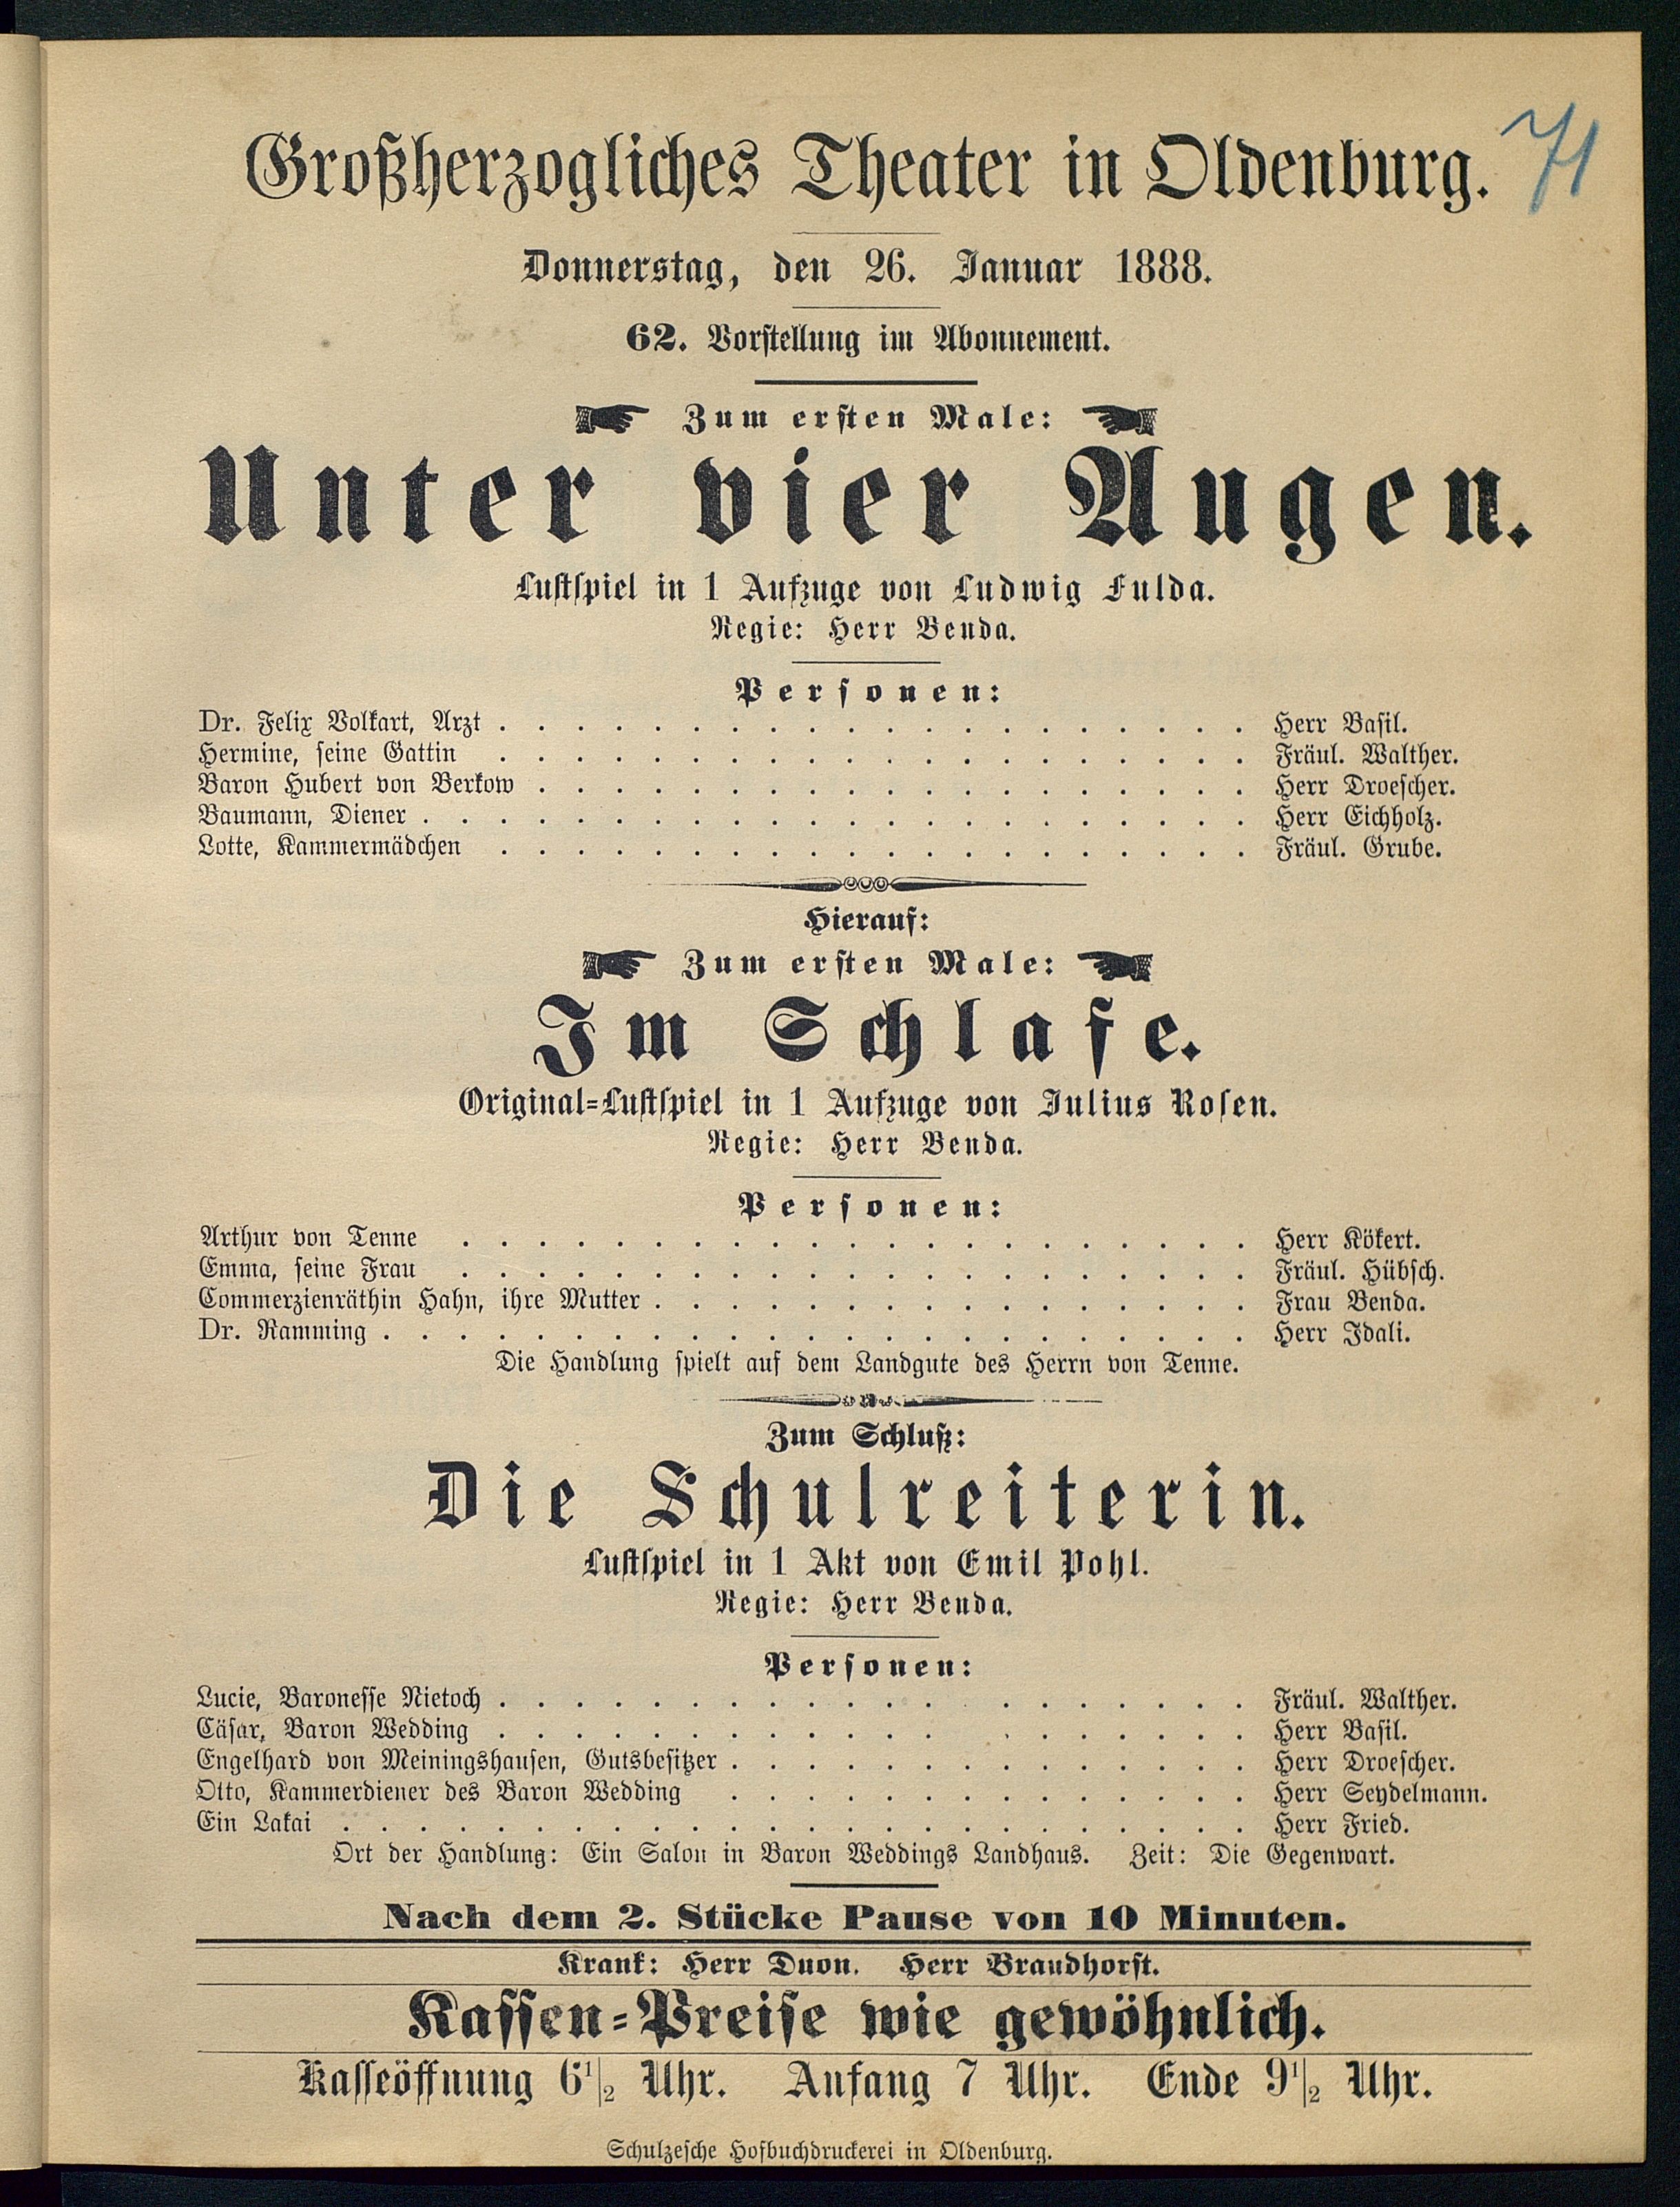 Großherzogliches Theater in Oldenburg.
71
Donnerstag, den 26. Januar 1888.
62. Vorstellung im Abonnement.
Zum ersten Male:
Unter vier Augen.
Lustspiel in 1 Aufzuge von Ludwig Fulda.
Regie: Herr Benda.
Personen:
Dr. Felix Volkart, Arzt . . . . . . . . . . . . . . . . . . . . Herr Basil.
Hermine, seine Gattin . . . . . . . . . . . . . . . . . . . . Fräul. Walther.
Baron Hubert von Berkow . . . . . . . . . . . . . . . . . . . Herr Droescher.
Baumann, Diener . . . . . . . . . . . . . . . . . . . . . . Herr Eichholz.
Lotte, Kammermädchen . . . . . . . . . . . . . . . . . . . . Fräul. Grube.
Hierauf:
Zum ersten Male:
Im Schlafe.
Original-Lustspiel in 1 Aufzuge von Julius Rosen.
Regie: Herr Benda.
Personen:
Arthur von Tenne . . . . . . . . . . . . . . . . . . . . . Herr Kökert.
Emma, seine Frau . . . . . . . . . . . . . . . . . . . . . Fräul. Hübsch.
Commerzienräthin Hahn, ihre Mutter . . . . . . . . . . . . . . . . Frau Benda.
Dr. Ramming . . . . . . . . . . . . . . . . . . . . . . . Herr Idali.
Die Handlung spielt auf dem Landgute des Herrn von Tenne.
Zum Schluß:
Die Schulreiterin.
Lustspiel in 1 Akt von Emil Pohl.
Regie: Herr Benda.
Personen:
Lucie, Baronesse Nietoch . . . . . . . . . . . . . . . . . . . Fräul. Walther.
Cäsar, Baron Wedding . . . . . . . . . . . . . . . . . . . Herr Basil.
Engelhard von Meiningshausen, Gutsbesitzer . . . . . . . . . . . . . . Herr Droescher.
Otto, Kammerdiener des Baron Wedding . . . . . . . . . . . . . . Herr Seydelmann.
Ein Lakai . . . . . . . . . . . . . . . . . . . . . . . . Herr Fried.
Ort der Handlung: Ein Salon in Baron Weddings Landhaus. Zeit: Die Gegenwart.
Nach dem 2. Stücke Pause von 10 Minuten.
Krank: Herr Duon. Herr Brandhorst.
Kassen-Preise wie gewöhnlich.
Kasseöffnung 6 1/2 Uhr. Anfang 7 Uhr. Ende 9 1/2 Uhr.
Schulzesche Hofbuchdruckerei in Oldenburg.